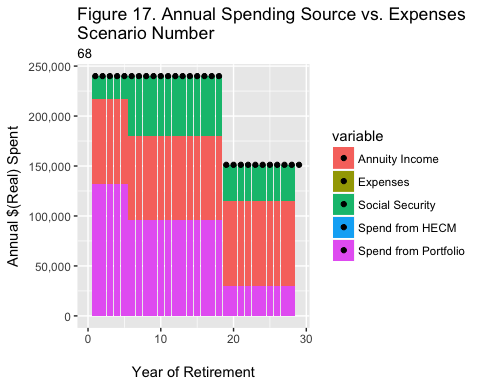 Figure 17. Annual Spending Source vs. Expenses
Scenario Number
68
250,000
200,000
150,000
100,000
50,000
0
Annual $(Real) Spent
0 10 20 30
Year of Retirement
variable
Annuity Income
Expenses
Social Security
Spend from HECM
Spend from Portfolio